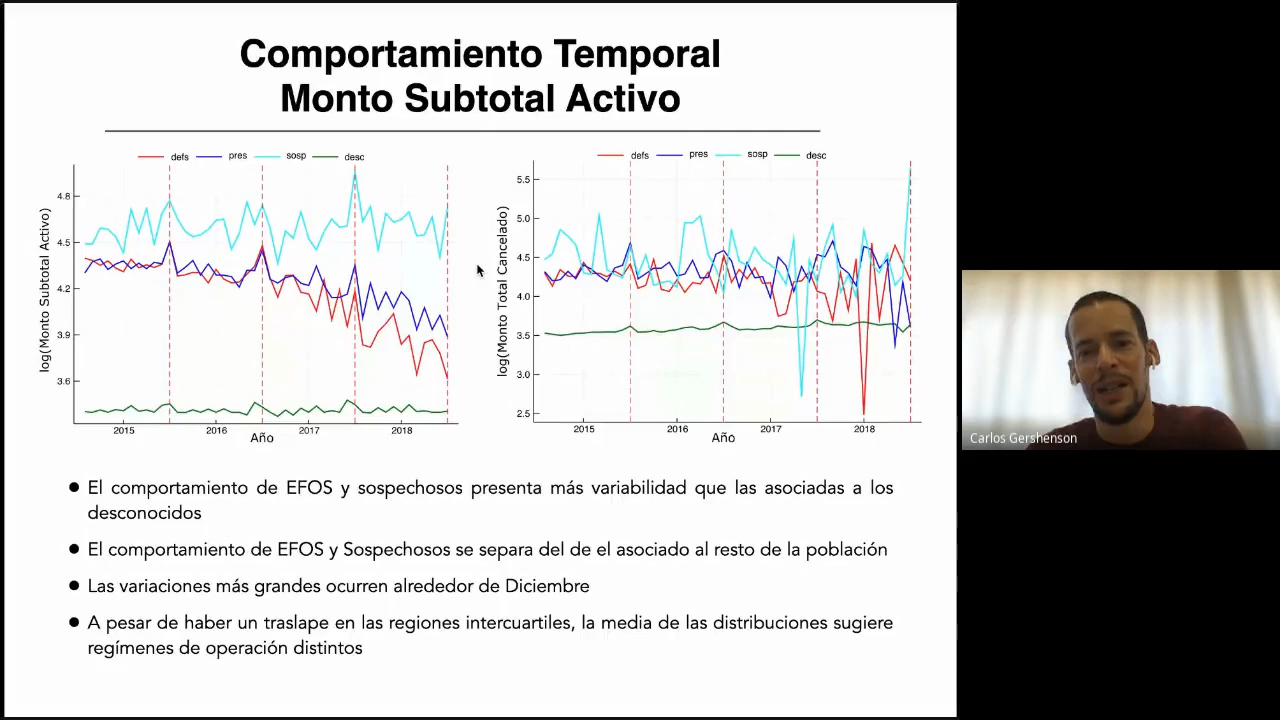 Comportamiento Temporal
Monto Subtotal Activo
defs pres sosp desc
4.8
4.5
4.2
3.9
3.6
log(Monto Subtotal Activo)
2015 2016 2017 2018
Año
defs pres sosp desc
5.5
5.0
4.5
4.0
3.5
3.0
2.5
log(Monto Total Cancelado)
2015 2016 2017 2018
Año
Carlos Gershenson
● El comportamiento de EFOS y sospechosos presenta más variabilidad que las asociadas a los
desconocidos
● El comportamiento de EFOS y Sospechosos se separa del de el asociado al resto de la población
● Las variaciones más grandes ocurren alrededor de Diciembre
● A pesar de haber un traslape en las regiones intercuartiles, la media de las distribuciones sugiere
regímenes de operación distintos